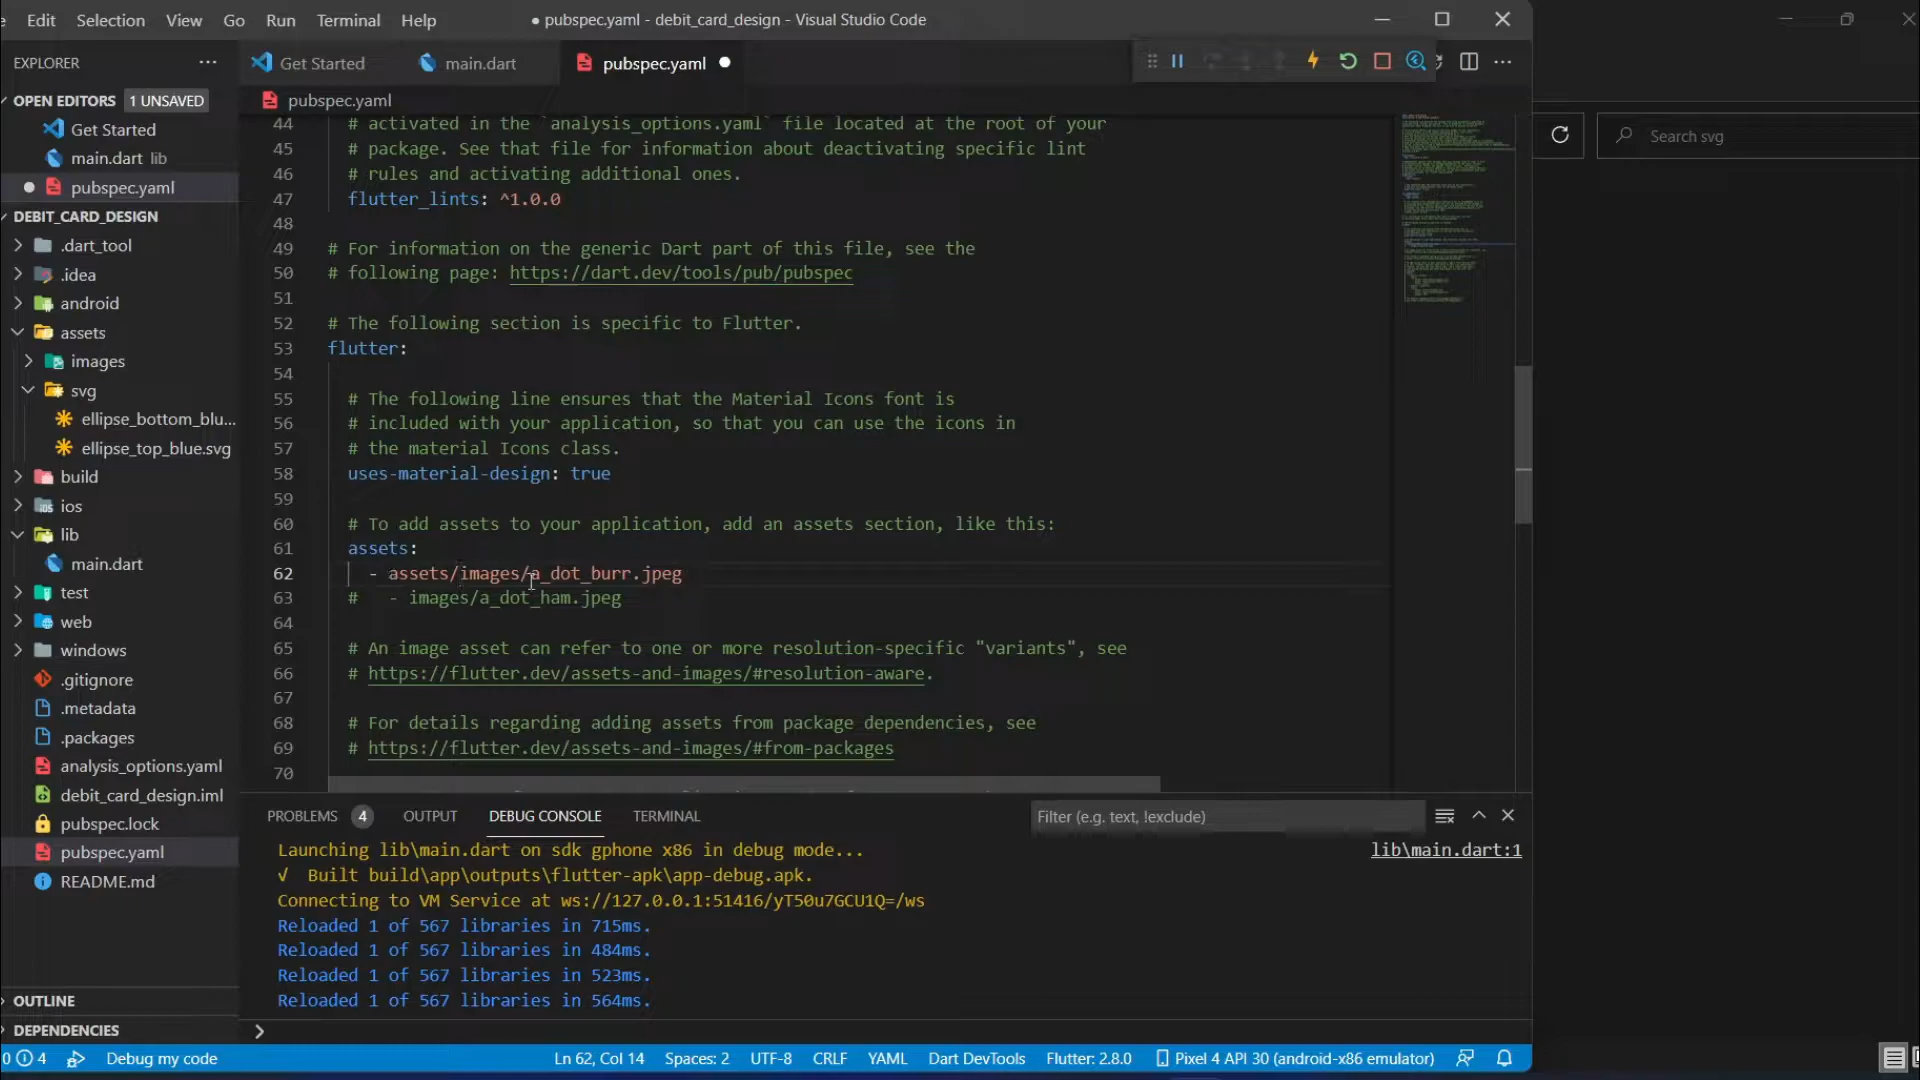 Edit Selection View Go Run Terminal Help
● pubspec.yaml - debit_card_design - Visual Studio Code
EXPLORER
Get Started
main.dart
pubspec.yaml
OPEN EDITORS 1 UNSAVED
Get Started
main.dart lib
pubspec.yaml
DEBIT_CARD_DESIGN
.dart_tool
.idea
android
assets
images
svg
ellipse_bottom_blu...
ellipse_top_blue.svg
build
ios
lib
main.dart
test
web
windows
.gitignore
.metadata
.packages
analysis_options.yaml
debit_card_design.iml
pubspec.lock
pubspec.yaml
README.md
OUTLINE
DEPENDENCIES
pubspec.yaml
44 # activated in the `analysis_options.yaml` file located at the root of your
45 # package. See that file for information about deactivating specific lint
46 # rules and activating additional ones.
47 flutter_lints: ^1.0.0
48
49 # For information on the generic Dart part of this file, see the
50 # following page: https://dart.dev/tools/pub/pubspec
51
52 # The following section is specific to Flutter.
53 flutter:
54
55 # The following line ensures that the Material Icons font is
56 # included with your application, so that you can use the icons in
57 # the material Icons class.
58 uses-material-design: true
59
60 # To add assets to your application, add an assets section, like this:
61 assets:
62 - assets/images/a_dot_burr.jpeg
63 # - images/a_dot_ham.jpeg
64
65 # An image asset can refer to one or more resolution-specific "variants", see
66 # https://flutter.dev/assets-and-images/#resolution-aware.
67
68 # For details regarding adding assets from package dependencies, see
69 # https://flutter.dev/assets-and-images/#from-packages
70
Search svg
PROBLEMS 4 OUTPUT DEBUG CONSOLE TERMINAL
Filter (e.g. text, !exclude)
Launching lib\main.dart on sdk gphone x86 in debug mode...
lib\main.dart:1
√ Built build\app\outputs\flutter-apk\app-debug.apk.
Connecting to VM Service at ws://127.0.0.1:51416/yT50u7GCU1Q=/ws
Reloaded 1 of 567 libraries in 715ms.
Reloaded 1 of 567 libraries in 484ms.
Reloaded 1 of 567 libraries in 523ms.
Reloaded 1 of 567 libraries in 564ms.
0 4 Debug my code
Ln 62, Col 14 Spaces: 2 UTF-8 CRLF YAML Dart DevTools Flutter: 2.8.0 Pixel 4 API 30 (android-x86 emulator)